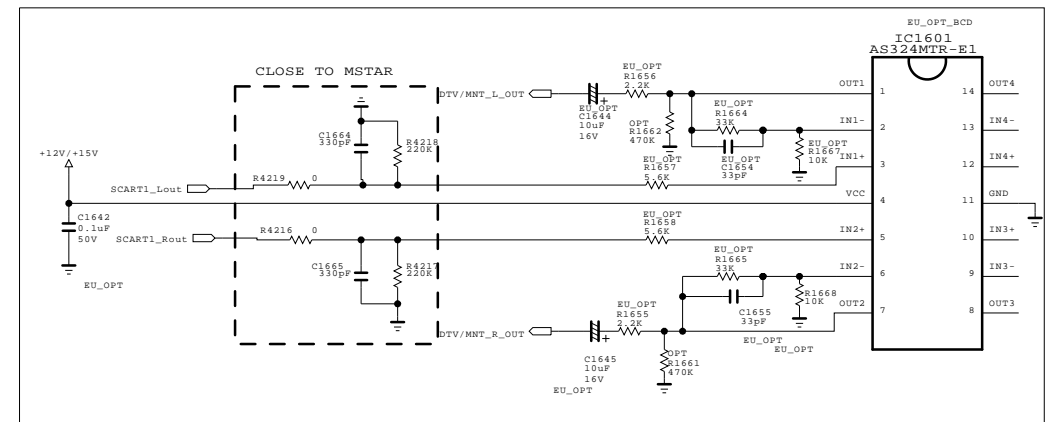 EU_OPT_BCD
IC1601
AS324MTR-E1
CLOSE TO MSTAR
DTV/MNT_L_OUT
EU_OPT
C1644
10uF
16V
EU_OPT
R1656
2.2K
OPT
R1662
470K
EU_OPT
R1664
33K
EU_OPT
C1654
33pF
EU_OPT
R1667
10K
EU_OPT
R1657
5.6K
C1664
330pF
R4218
220K
+12V/+15V
SCART1_Lout
R4219
0
C1642
0.1uF
50V
EU_OPT
SCART1_Rout
R4216
0
C1665
330pF
R4217
220K
EU_OPT
R1658
5.6K
EU_OPT
R1665
33K
C1655
33pF
EU_OPT
R1668
10K
EU_OPT
EU_OPT
R1655
2.2K
DTV/MNT_R_OUT
C1645
10uF
16V
EU_OPT
OPT
R1661
470K
OUT1
1
14
OUT4
IN1-
2
13
IN4-
IN1+
3
12
IN4+
VCC
4
11
GND
IN2+
5
10
IN3+
IN2-
6
9
IN3-
OUT2
7
8
OUT3